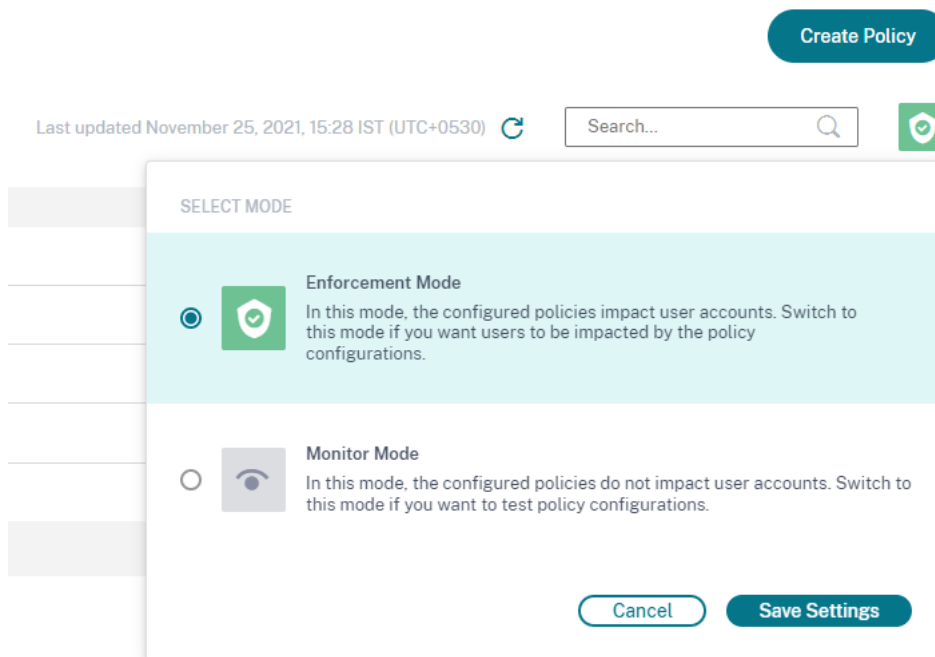 Create Policy
Last updated November 25, 2021, 15:28 IST (UTC+0530)
Search...
SELECT MODE
Enforcement Mode
In this mode, the configured policies impact user accounts. Switch to
this mode if you want users to be impacted by the policy
configurations.
Monitor Mode
In this mode, the configured policies do not impact user accounts. Switch to
this mode if you want to test policy configurations.
Cancel
Save Settings